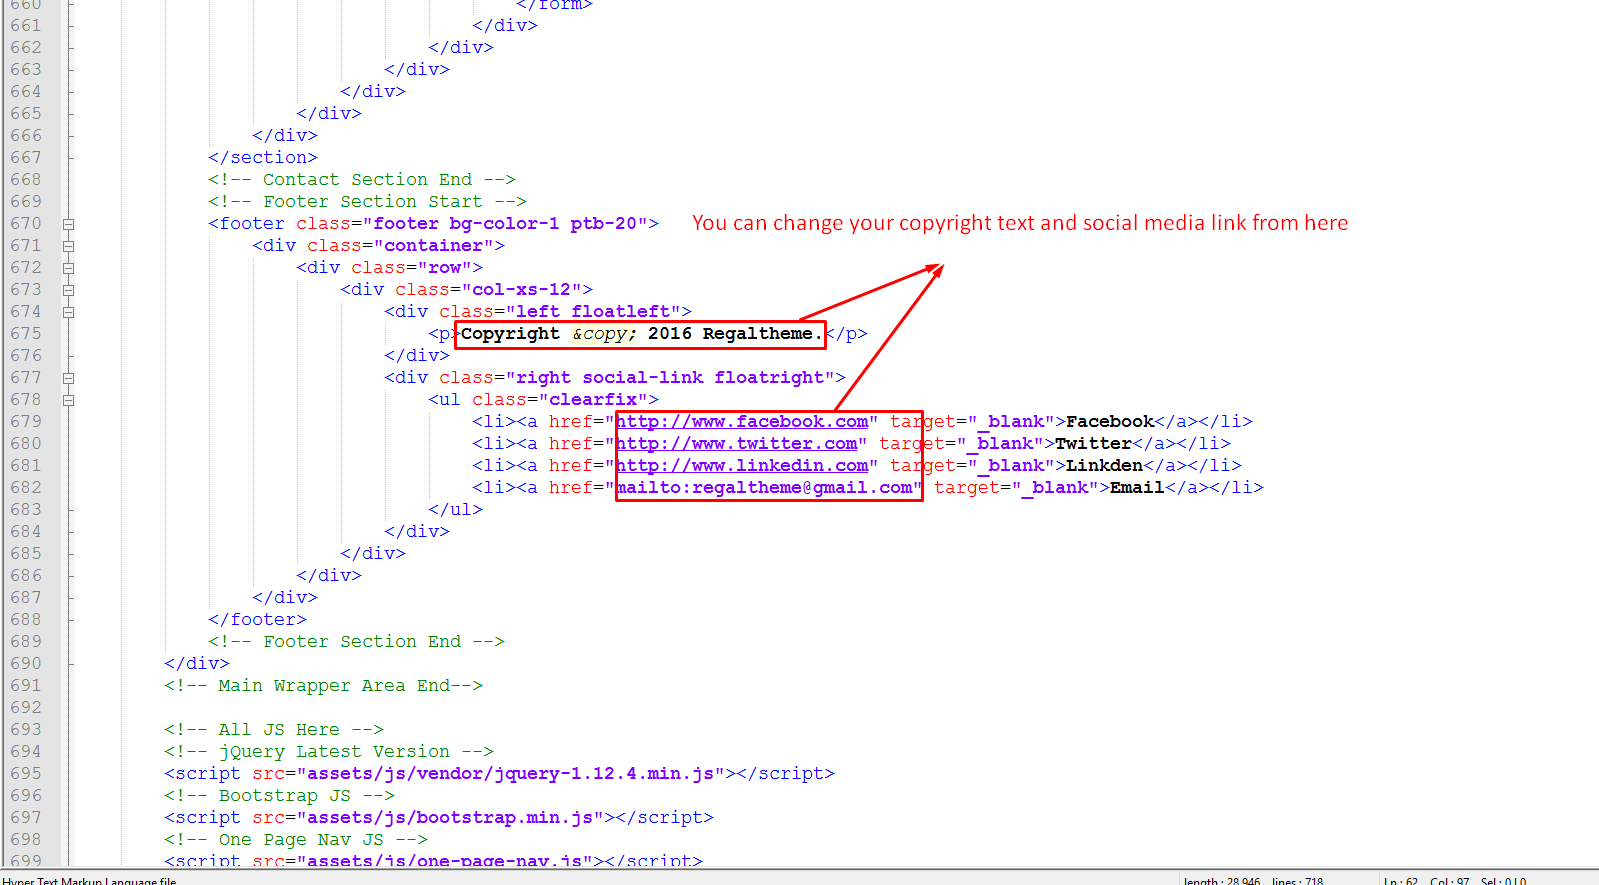 660 </form>
661 </div>
662 </div>
663 </div>
664 </div>
665 </div>
666 </div>
667 </section>
668 <!-- Contact Section End -->
669 <!-- Footer Section Start -->
670 <footer class="footer bg-color-1 ptb-20"> You can change your copyright text and social media link from here
671 <div class="container">
672 <div class="row">
673 <div class="col-xs-12">
674 <div class="left floatleft">
675 <p>Copyright &copy; 2016 Regaltheme.</p>
676 </div>
677 <div class="right social-link floatright">
678 <ul class="clearfix">
679 <li><a href="http://www.facebook.com" target="_blank">Facebook</a></li>
680 <li><a href="http://www.twitter.com" target="_blank">Twitter</a></li>
681 <li><a href="http://www.linkedin.com" target="_blank">Linkden</a></li>
682 <li><a href="mailto:regaltheme@gmail.com" target="_blank">Email</a></li>
683 </ul>
684 </div>
685 </div>
686 </div>
687 </div>
688 </footer>
689 <!-- Footer Section End -->
690 </div>
691 <!-- Main Wrapper Area End-->
692
693 <!-- All JS Here -->
694 <!-- jQuery Latest Version -->
695 <script src="assets/js/vendor/jquery-1.12.4.min.js"></script>
696 <!-- Bootstrap JS -->
697 <script src="assets/js/bootstrap.min.js"></script>
698 <!-- One Page Nav JS -->
699 <script src="assets/js/one-page-nav.js"></script>
Hyper Text Markup Language file length : 28,946 lines : 718 Ln : 62 Col : 97 Sel : 0 | 0